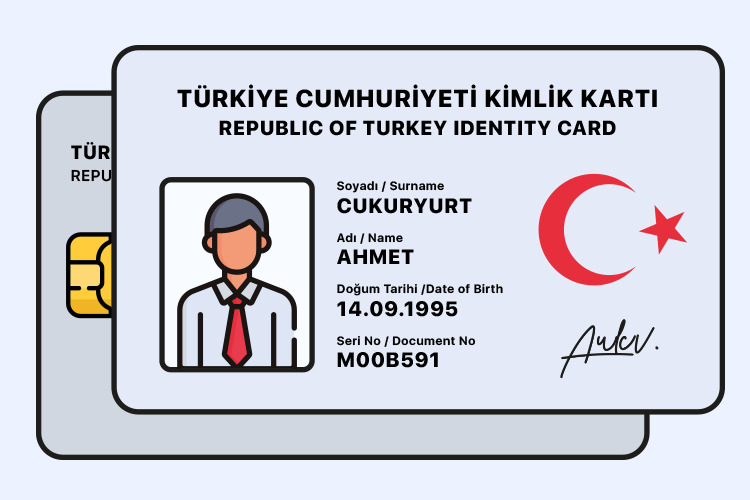 TÜRKİYE CUMHURİYETİ KİMLİK KARTI
REPUBLIC OF TURKEY IDENTITY CARD
TÜR
REPU
Soyadı / Surname
CUKURYURT
Adı / Name
AHMET
Doğum Tarihi /Date of Birth
14.09.1995
Seri No / Document No
M00B591